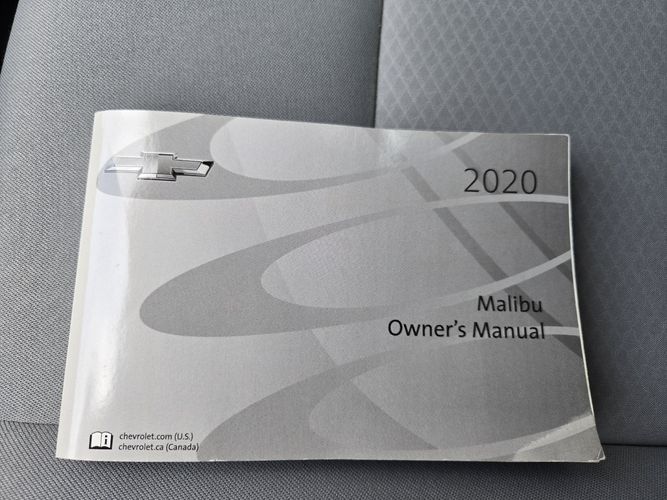 2020
Malibu
Owner's Manual
chevrolet.com (U.S.)
chevrolet.ca (Canada)